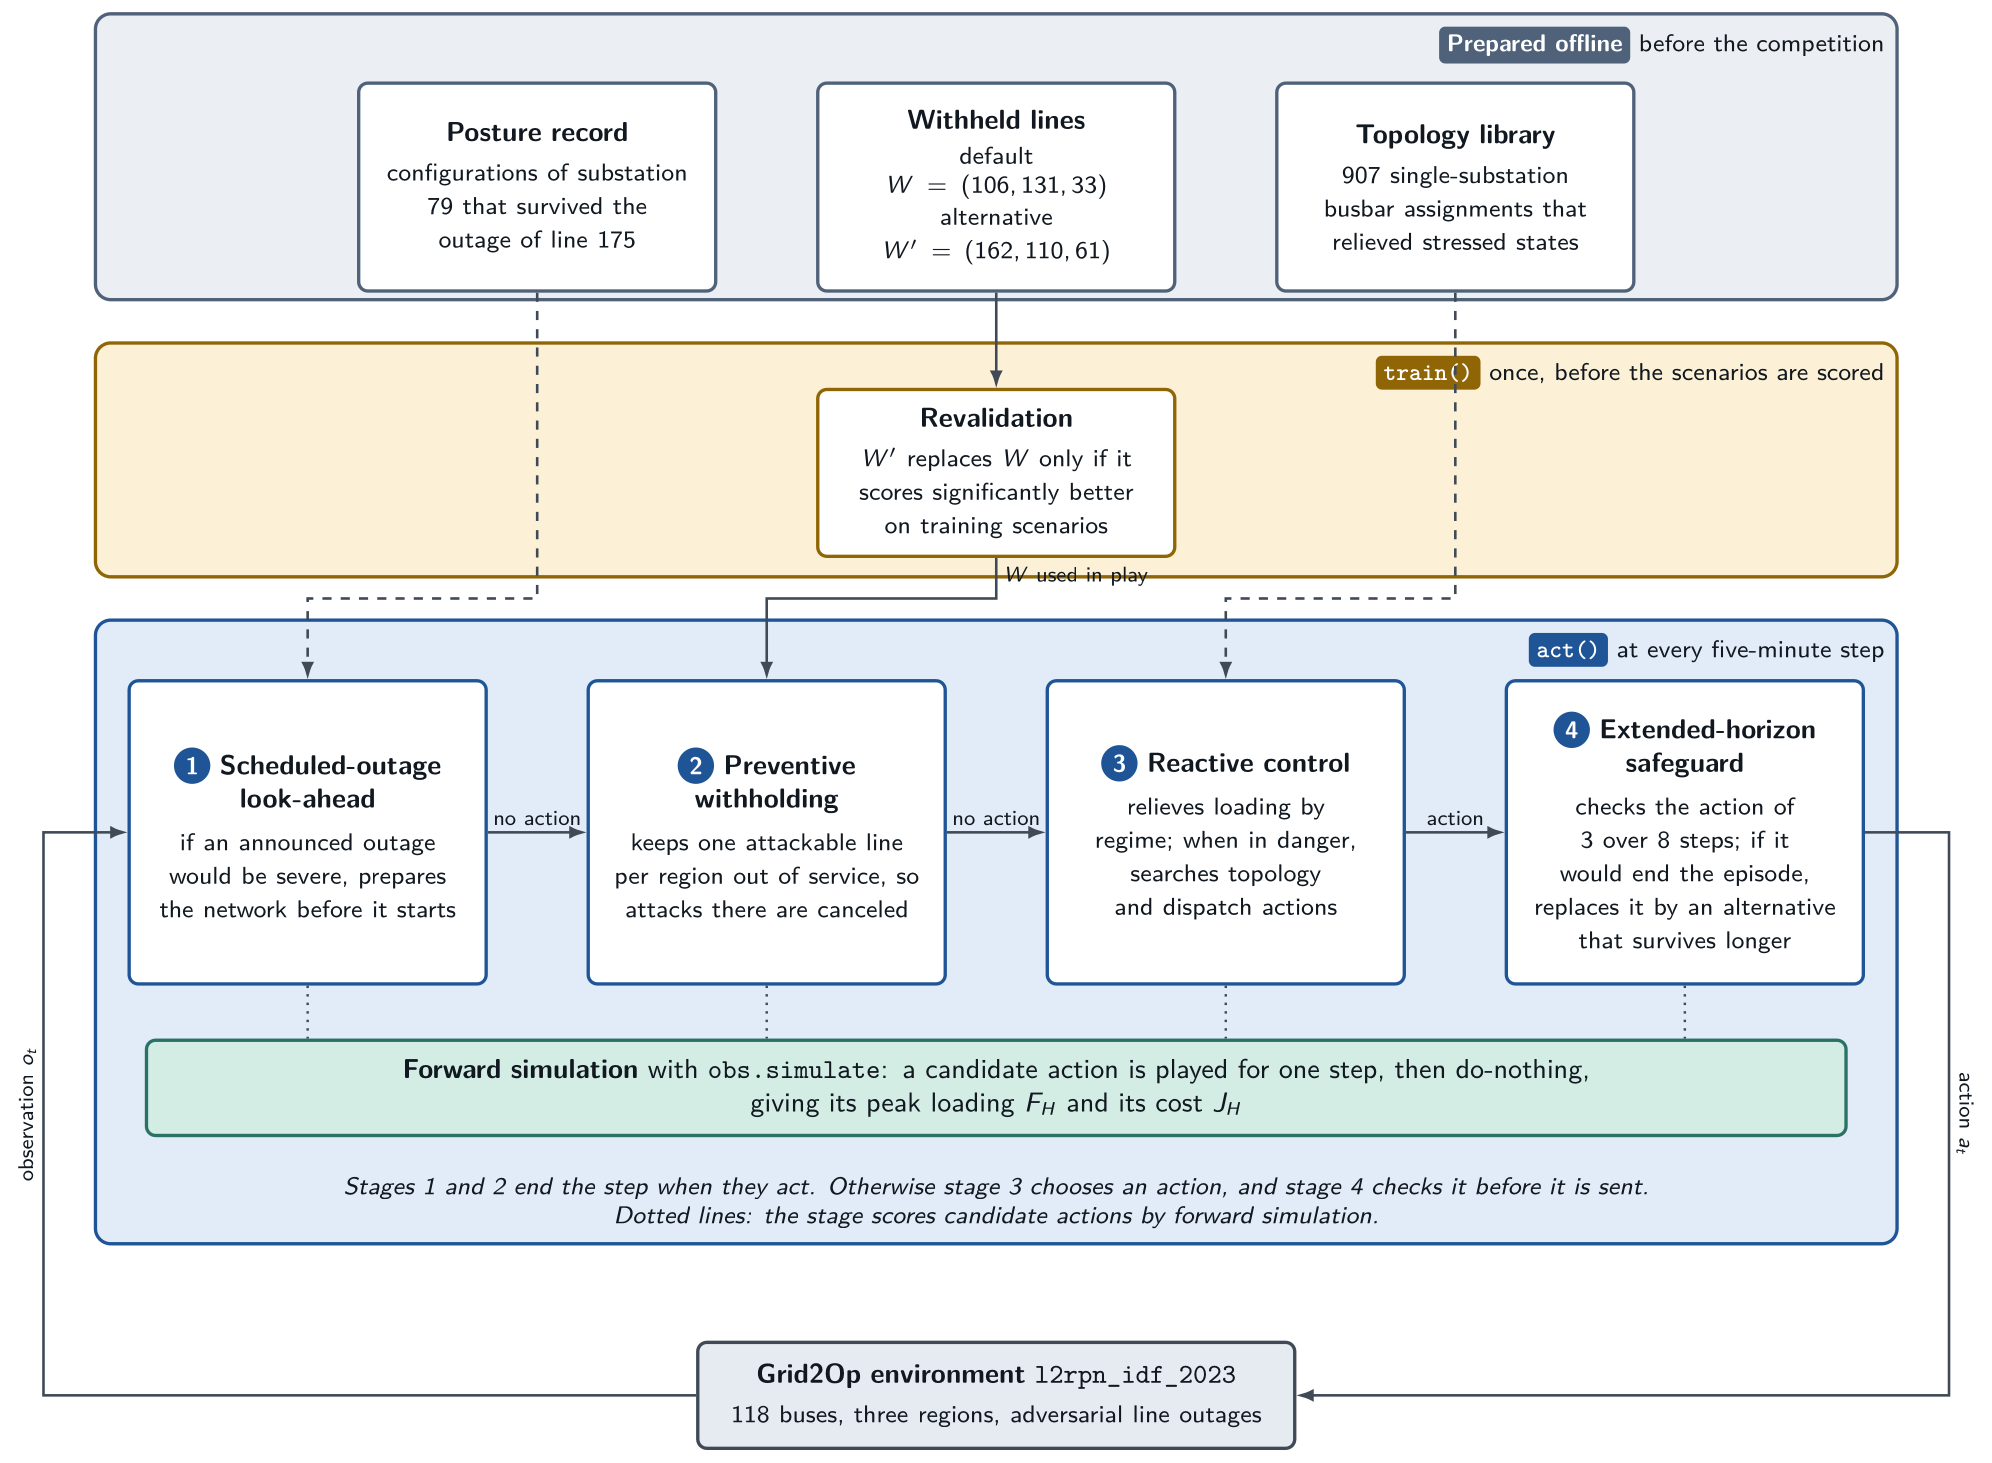 Prepared offline before the competition
Posture record
configurations of substation
79 that survived the
outage of line 175
Withheld lines
default
W = (106, 131, 33)
alternative
W′ = (162, 110, 61)
Topology library
907 single-substation
busbar assignments that
relieved stressed states
train() once, before the scenarios are scored
Revalidation
W′ replaces W only if it
scores significantly better
on training scenarios
W used in play
act() at every five-minute step
1 Scheduled-outage
look-ahead
if an announced outage
would be severe, prepares
the network before it starts
no action
2 Preventive
withholding
keeps one attackable line
per region out of service, so
attacks there are canceled
no action
3 Reactive control
relieves loading by
regime; when in danger,
searches topology
and dispatch actions
action
4 Extended-horizon
safeguard
checks the action of
3 over 8 steps; if it
would end the episode,
replaces it by an alternative
that survives longer
Forward simulation with obs.simulate: a candidate action is played for one step, then do-nothing,
giving its peak loading F_H and its cost J_H
Stages 1 and 2 end the step when they act. Otherwise stage 3 chooses an action, and stage 4 checks it before it is sent.
Dotted lines: the stage scores candidate actions by forward simulation.
observation o_t
action a_t
Grid2Op environment l2rpn_idf_2023
118 buses, three regions, adversarial line outages